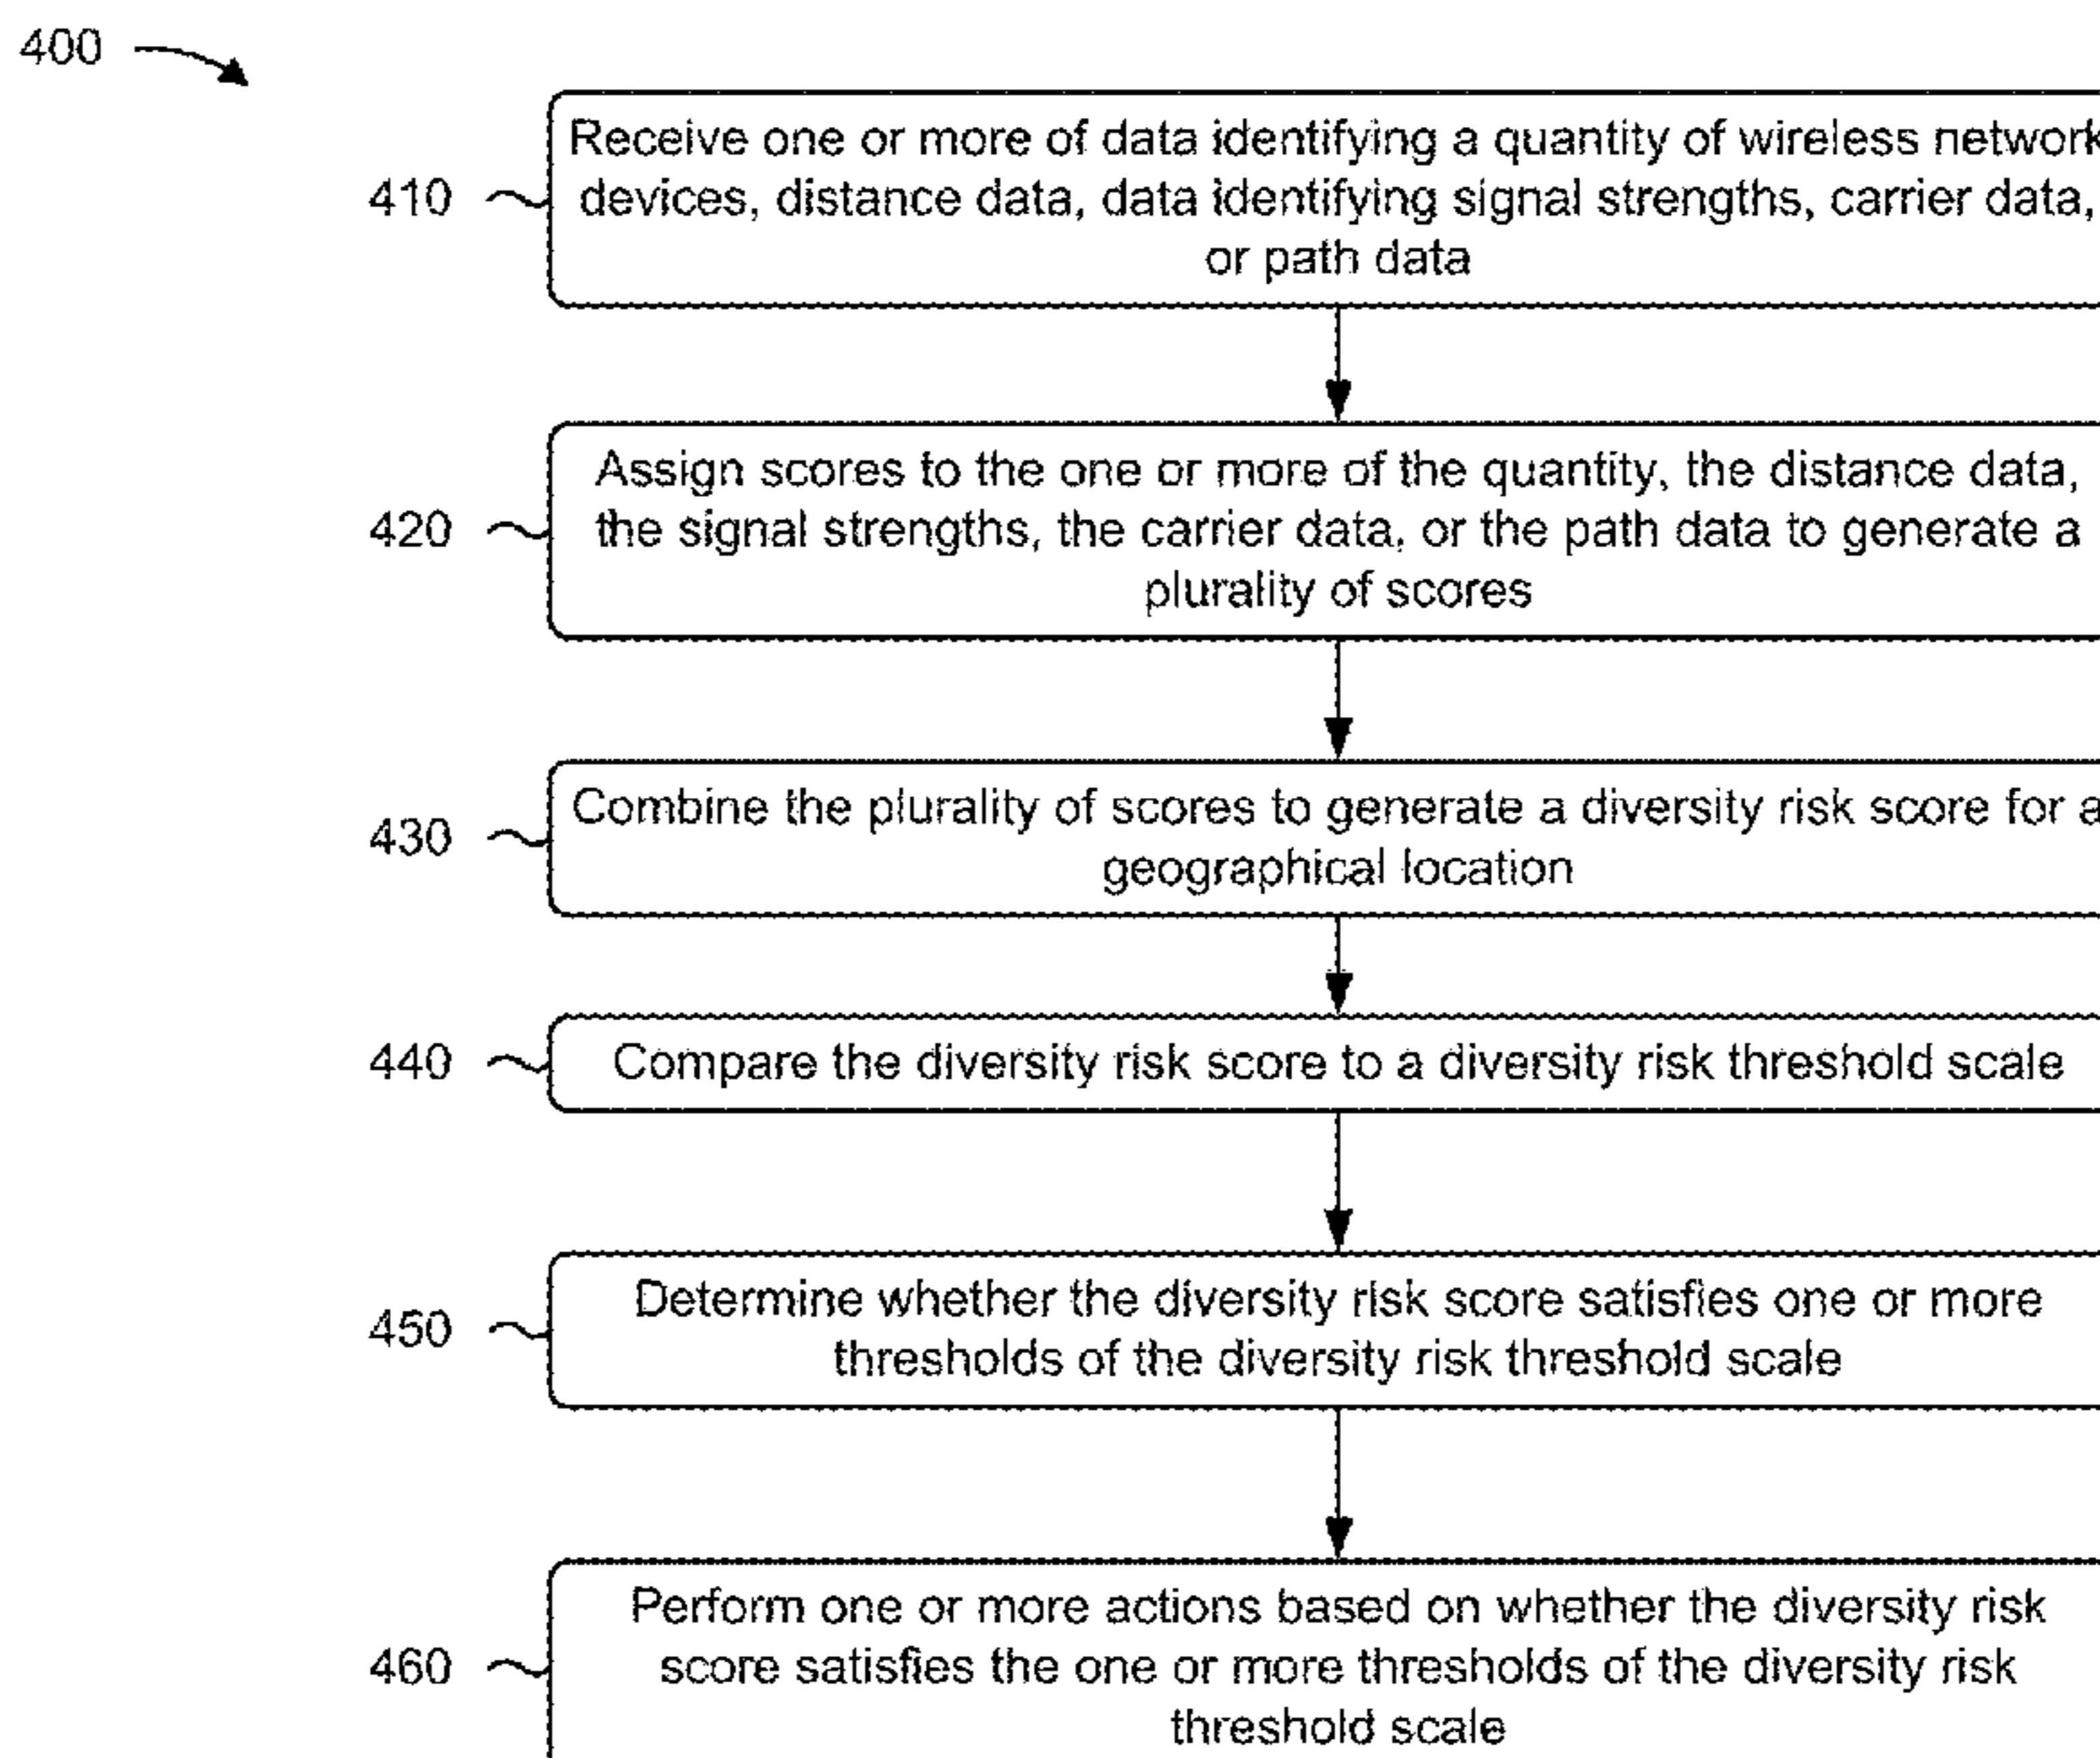 400
Receive one or more of data identifying a quantity of wireless network
410
devices, distance data, data identifying signal strengths, carrier data,
or path data
Assign scores to the one or more of the quantity, the distance data,
420
the signal strengths, the carrier data, or the path data to generate a
plurality of scores
Combine the plurality of scores to generate a diversity risk score for a
430
geographical location
440
Compare the diversity risk score to a diversity risk threshold scale
Determine whether the diversity risk score satisfies one or more
450
thresholds of the diversity risk threshold scale
Perform one or more actions based on whether the diversity risk
460
score satisfies the one or more thresholds of the diversity risk
threshold scale